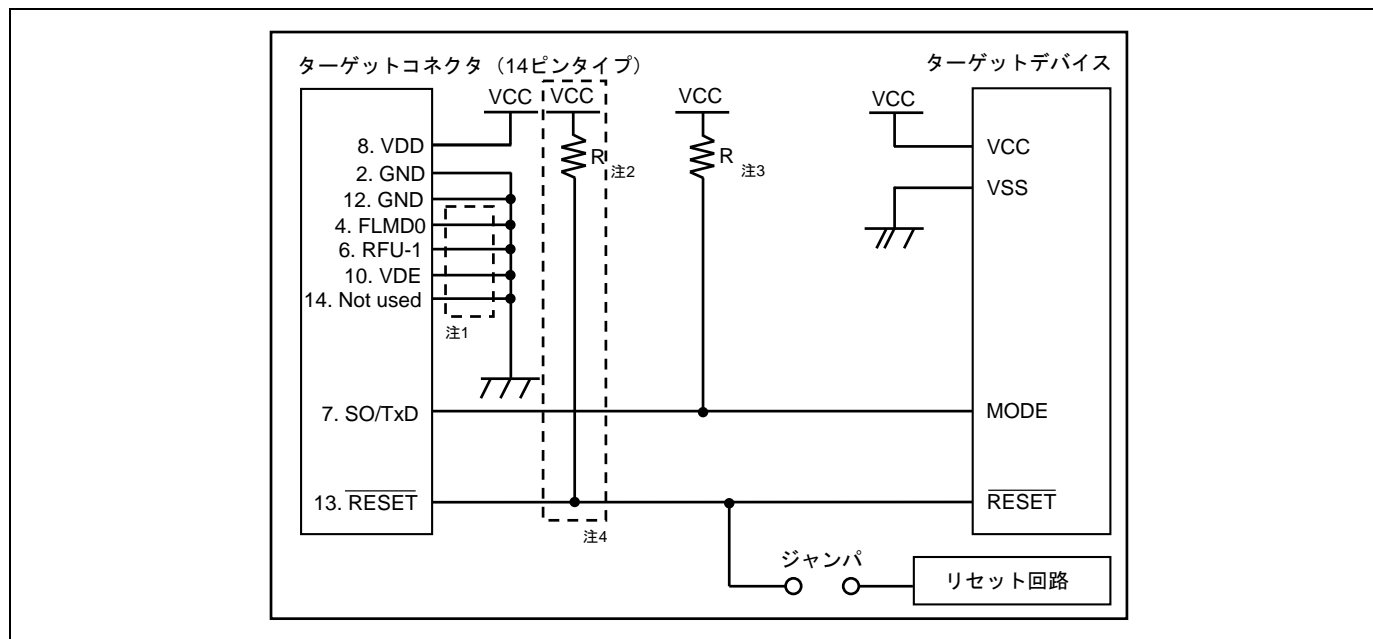 ターゲットコネクタ（14ピンタイプ）
ターゲットデバイス
VCC
VCC
VCC
VCC
8. VDD
2. GND
12. GND
4. FLMD0
6. RFU-1
10. VDE
14. Not used
注1
R
注2
R
注3
VCC
VSS
7. SO/TxD
MODE
13. RESET
RESET
注4
ジャンパ
リセット回路